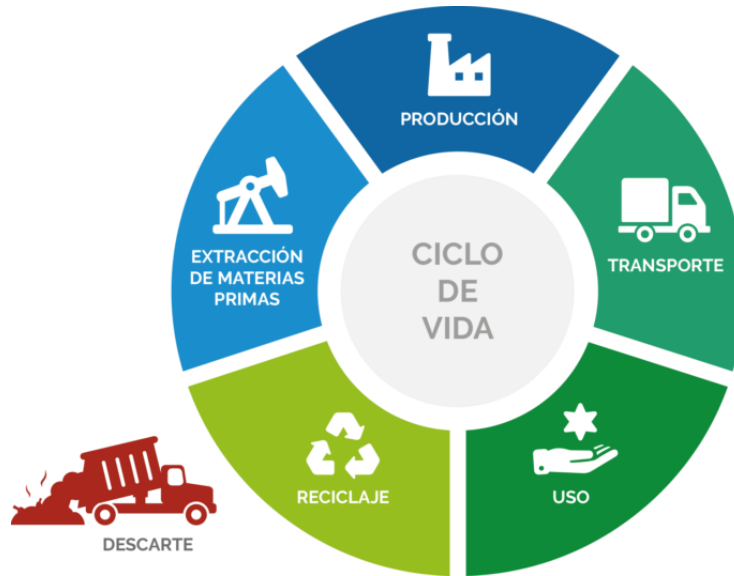 PRODUCCIÓN
EXTRACCIÓN
DE MATERIAS
PRIMAS
TRANSPORTE
CICLO
DE
VIDA
RECICLAJE
USO
DESCARTE